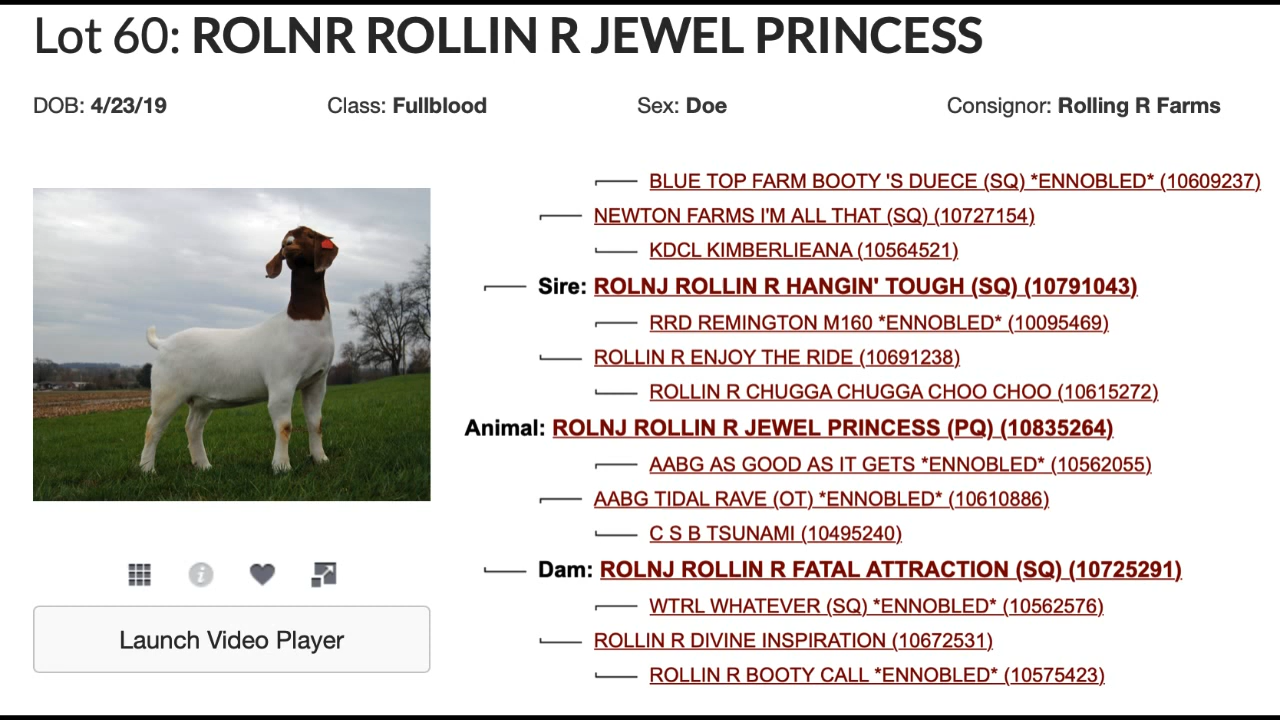 Lot 60: ROLNR ROLLIN R JEWEL PRINCESS
DOB: 4/23/19 Class: Fullblood Sex: Doe Consignor: Rolling R Farms
BLUE TOP FARM BOOTY 'S DUECE (SQ) *ENNOBLED* (10609237)
NEWTON FARMS I'M ALL THAT (SQ) (10727154)
KDCL KIMBERLIEANA (10564521)
Sire: ROLNJ ROLLIN R HANGIN' TOUGH (SQ) (10791043)
RRD REMINGTON M160 *ENNOBLED* (10095469)
ROLLIN R ENJOY THE RIDE (10691238)
ROLLIN R CHUGGA CHUGGA CHOO CHOO (10615272)
Animal: ROLNJ ROLLIN R JEWEL PRINCESS (PQ) (10835264)
AABG AS GOOD AS IT GETS *ENNOBLED* (10562055)
AABG TIDAL RAVE (OT) *ENNOBLED* (10610886)
C S B TSUNAMI (10495240)
Dam: ROLNJ ROLLIN R FATAL ATTRACTION (SQ) (10725291)
WTRL WHATEVER (SQ) *ENNOBLED* (10562576)
ROLLIN R DIVINE INSPIRATION (10672531)
ROLLIN R BOOTY CALL *ENNOBLED* (10575423)
Launch Video Player